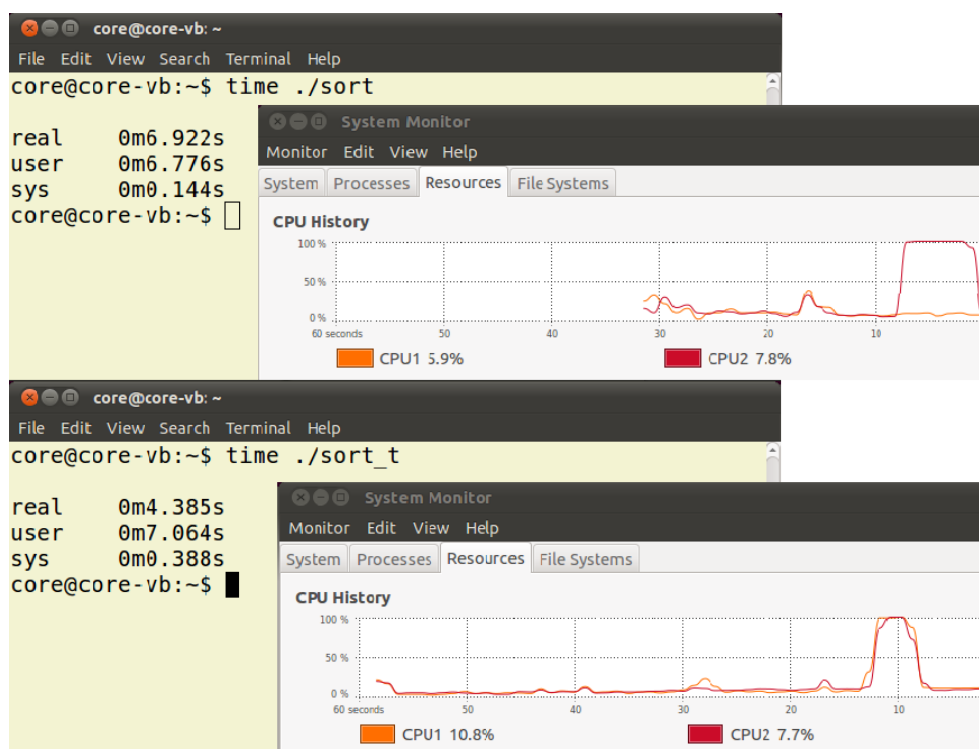 core@core-vb: ~
File Edit View Search Terminal Help
core@core-vb:~$ time ./sort
real 0m6.922s
user 0m6.776s
sys 0m0.144s
core@core-vb:~$
System Monitor
Monitor Edit View Help
System Processes Resources File Systems
CPU History
100 %
50 %
0 %
60 seconds 50 40 30 20 10
CPU1 5.9% CPU2 7.8%
core@core-vb: ~
File Edit View Search Terminal Help
core@core-vb:~$ time ./sort_t
real 0m4.385s
user 0m7.064s
sys 0m0.388s
core@core-vb:~$
System Monitor
Monitor Edit View Help
System Processes Resources File Systems
CPU History
100 %
50 %
0 %
60 seconds 50 40 30 20 10
CPU1 10.8% CPU2 7.7%